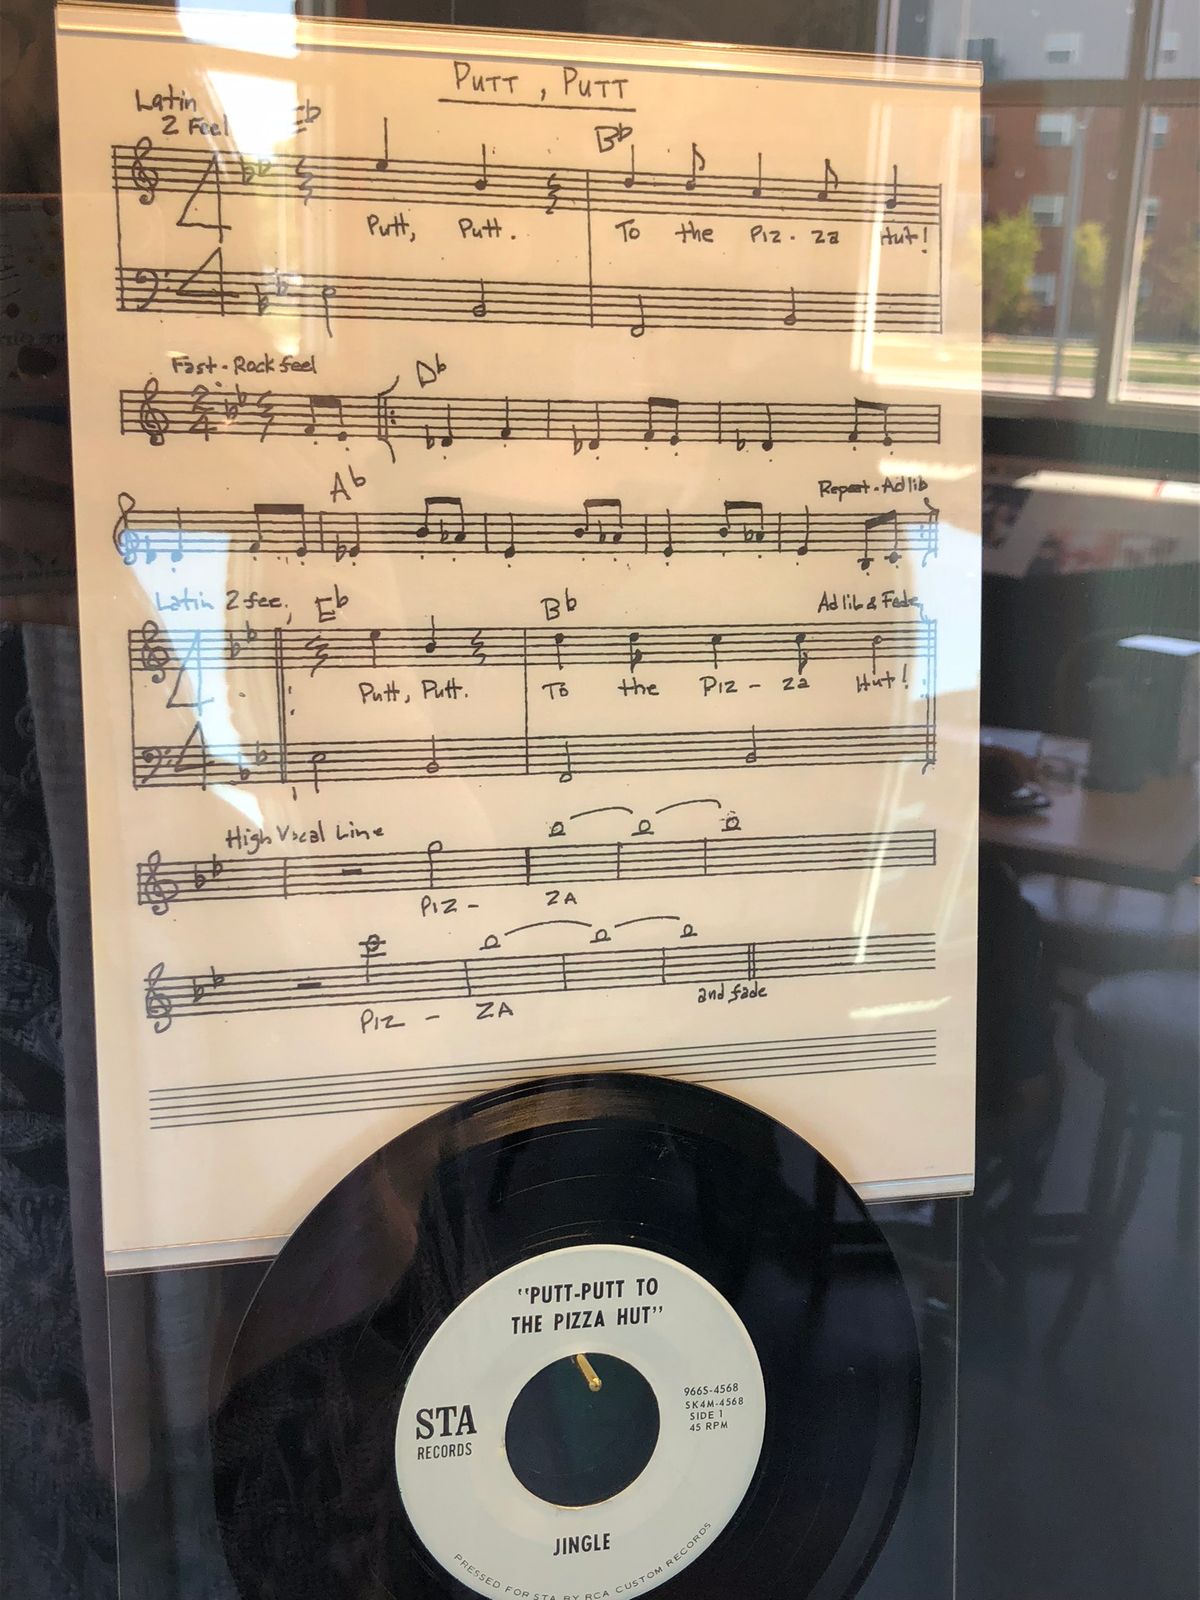 PUTT, PUTT
Latin
2 Feel Eb Bb
Putt, Putt. To the Piz-za Hut!
Fast-Rock feel Db
2
4
Ab Repeat-Ad lib
Latin 2 feel Eb Bb Ad lib & Fade
Putt, Putt. To the Piz-za Hut!
High Vocal Line
Piz- ZA
Piz - ZA and fade
"PUTT-PUTT TO
THE PIZZA HUT"
STA
RECORDS
966S-4568
SK4M-4568
SIDE 1
45 RPM
JINGLE
PRESSED FOR STA BY RCA CUSTOM RECORDS